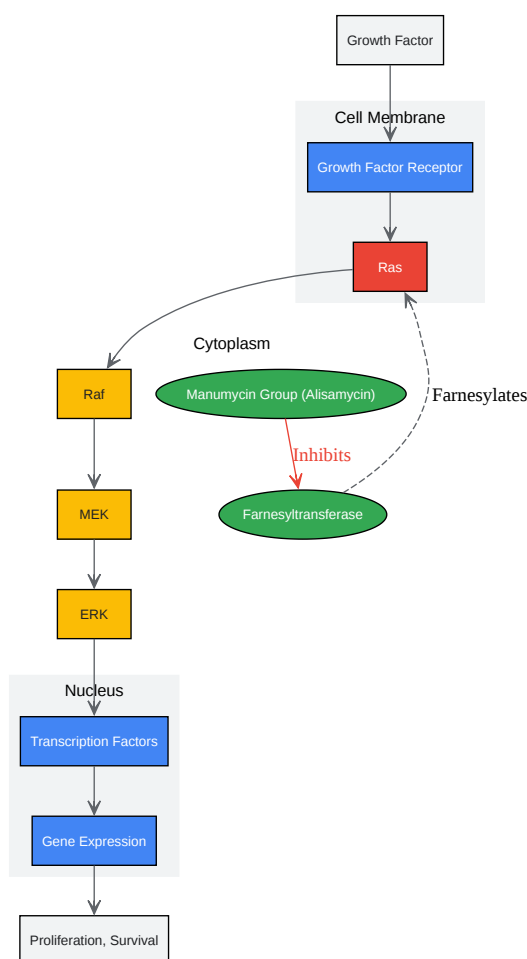 Growth Factor
Cell Membrane
Growth Factor Receptor
Ras
Cytoplasm
Raf
Manumycin Group (Alisamycin)
Farnesylates
Inhibits
MEK
Farnesyltransferase
ERK
Nucleus
Transcription Factors
Gene Expression
Proliferation, Survival